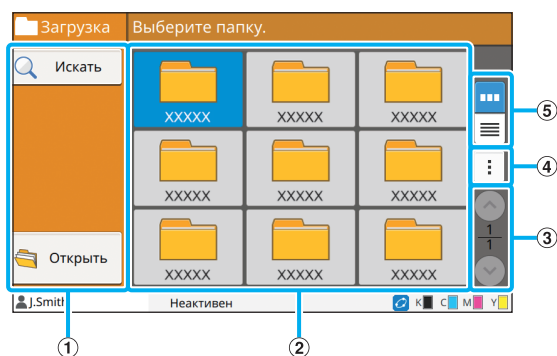 Загрузка Выберите папку.
Искать
XXXXX XXXXX XXXXX
5
XXXXX XXXXX XXXXX
4
1
1
3
Открыть
XXXXX XXXXX XXXXX
J.Smith Неактивен K C M Y
1 2